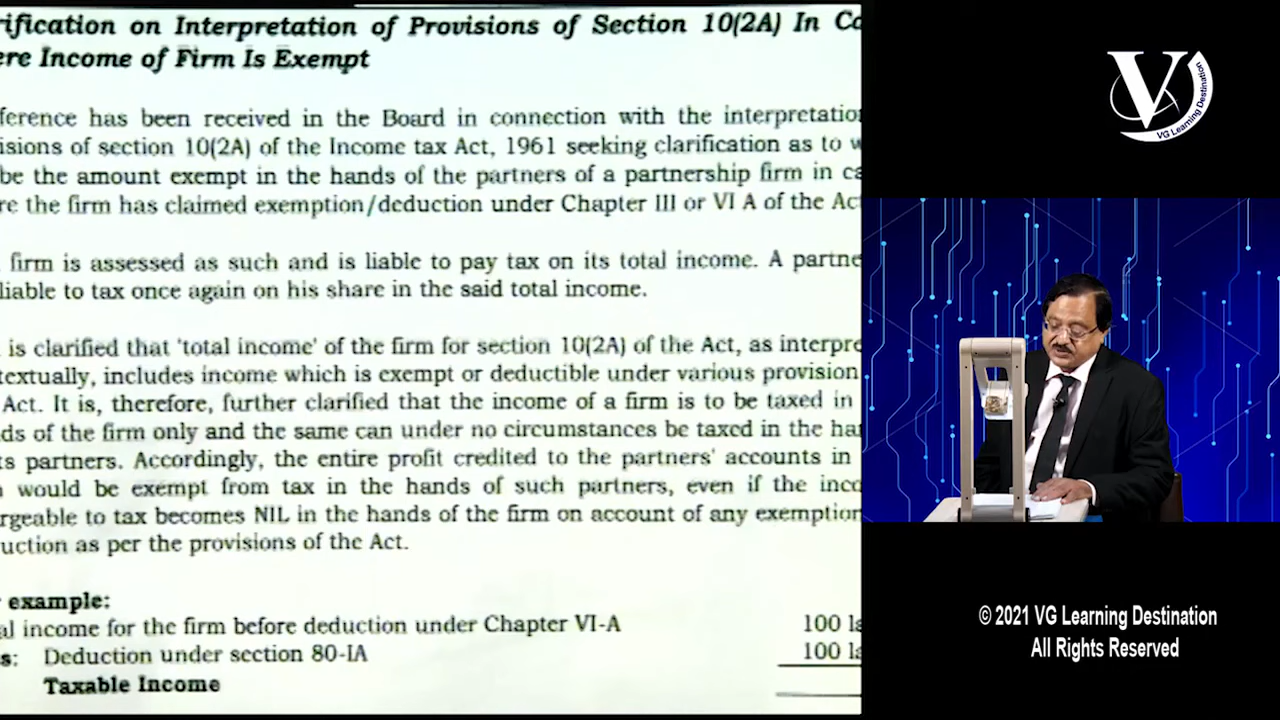 rification on Interpretation of Provisions of Section 10(2A) In Ca
ere Income of Firm Is Exempt
ference has been received in the Board in connection with the interpretation
isions of section 10(2A) of the Income tax Act, 1961 seeking clarification as to w
be the amount exempt in the hands of the partners of a partnership firm in ca
re the firm has claimed exemption/deduction under Chapter III or VI A of the Act
firm is assessed as such and is liable to pay tax on its total income. A partne
liable to tax once again on his share in the said total income.
is clarified that 'total income' of the firm for section 10(2A) of the Act, as interpre
textually, includes income which is exempt or deductible under various provision
Act. It is, therefore, further clarified that the income of a firm is to be taxed in
ds of the firm only and the same can under no circumstances be taxed in the han
ts partners. Accordingly, the entire profit credited to the partners' accounts in
would be exempt from tax in the hands of such partners, even if the inco
rgeable to tax becomes NIL in the hands of the firm on account of any exemption
uction as per the provisions of the Act.
example:
al income for the firm before deduction under Chapter VI-A 100 la
s: Deduction under section 80-IA 100 la
Taxable Income
V
VG Learning Destination
© 2021 VG Learning Destination
All Rights Reserved